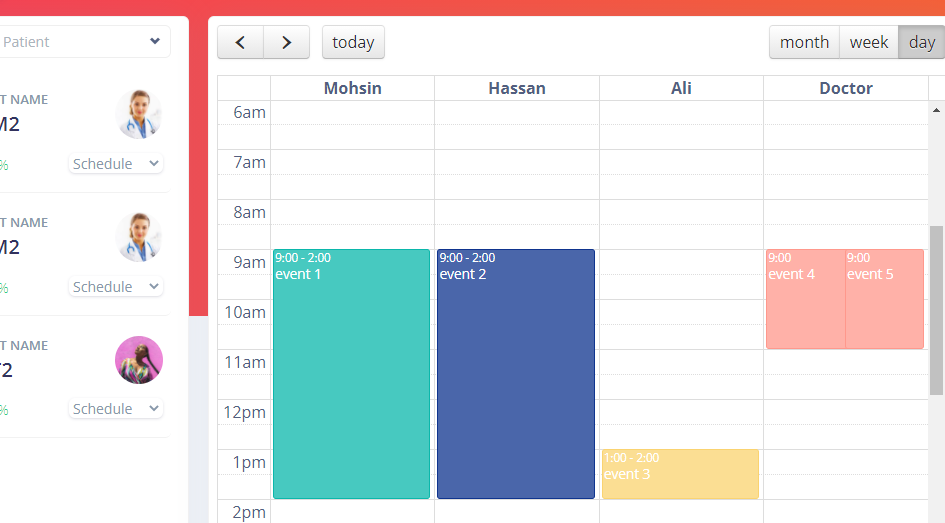 Patient
T NAME
M2
%
Schedule
T NAME
M2
%
Schedule
T NAME
2
%
Schedule
today
month week day
Mohsin Hassan Ali Doctor
6am
7am
8am
9am
10am
11am
12pm
1pm
2pm
9:00 - 2:00
event 1
9:00 - 2:00
event 2
1:00 - 2:00
event 3
9:00
event 4
9:00
event 5